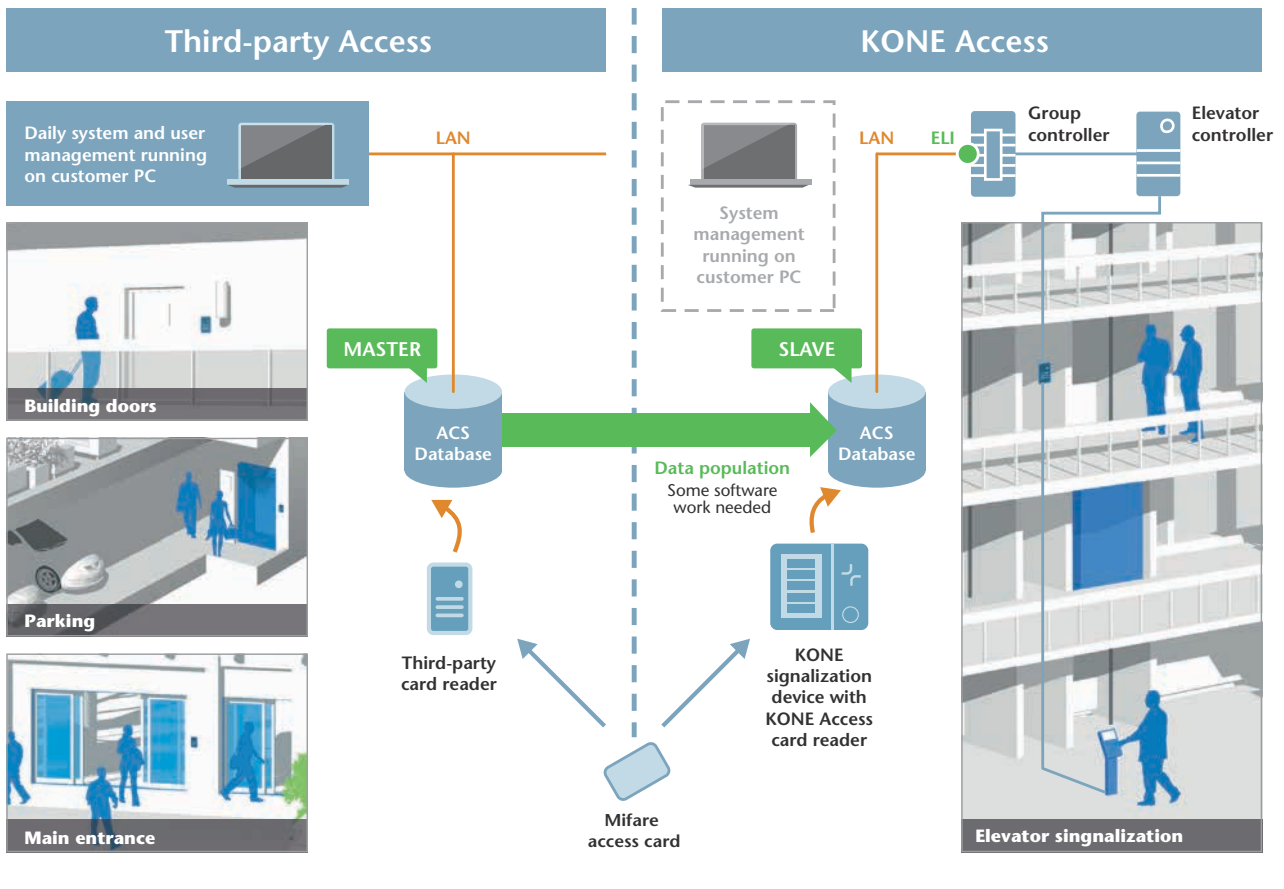 Third-party Access
KONE Access
Daily system and user
management running
on customer PC
LAN
System
management
running on
customer PC
LAN
ELI
Group
controller
Elevator
controller
Building doors
Parking
Main entrance
MASTER
ACS
Database
Data population
Some software
work needed
SLAVE
ACS
Database
Third-party
card reader
KONE
signalization
device with
KONE Access
card reader
Mifare
access card
Elevator singnalization